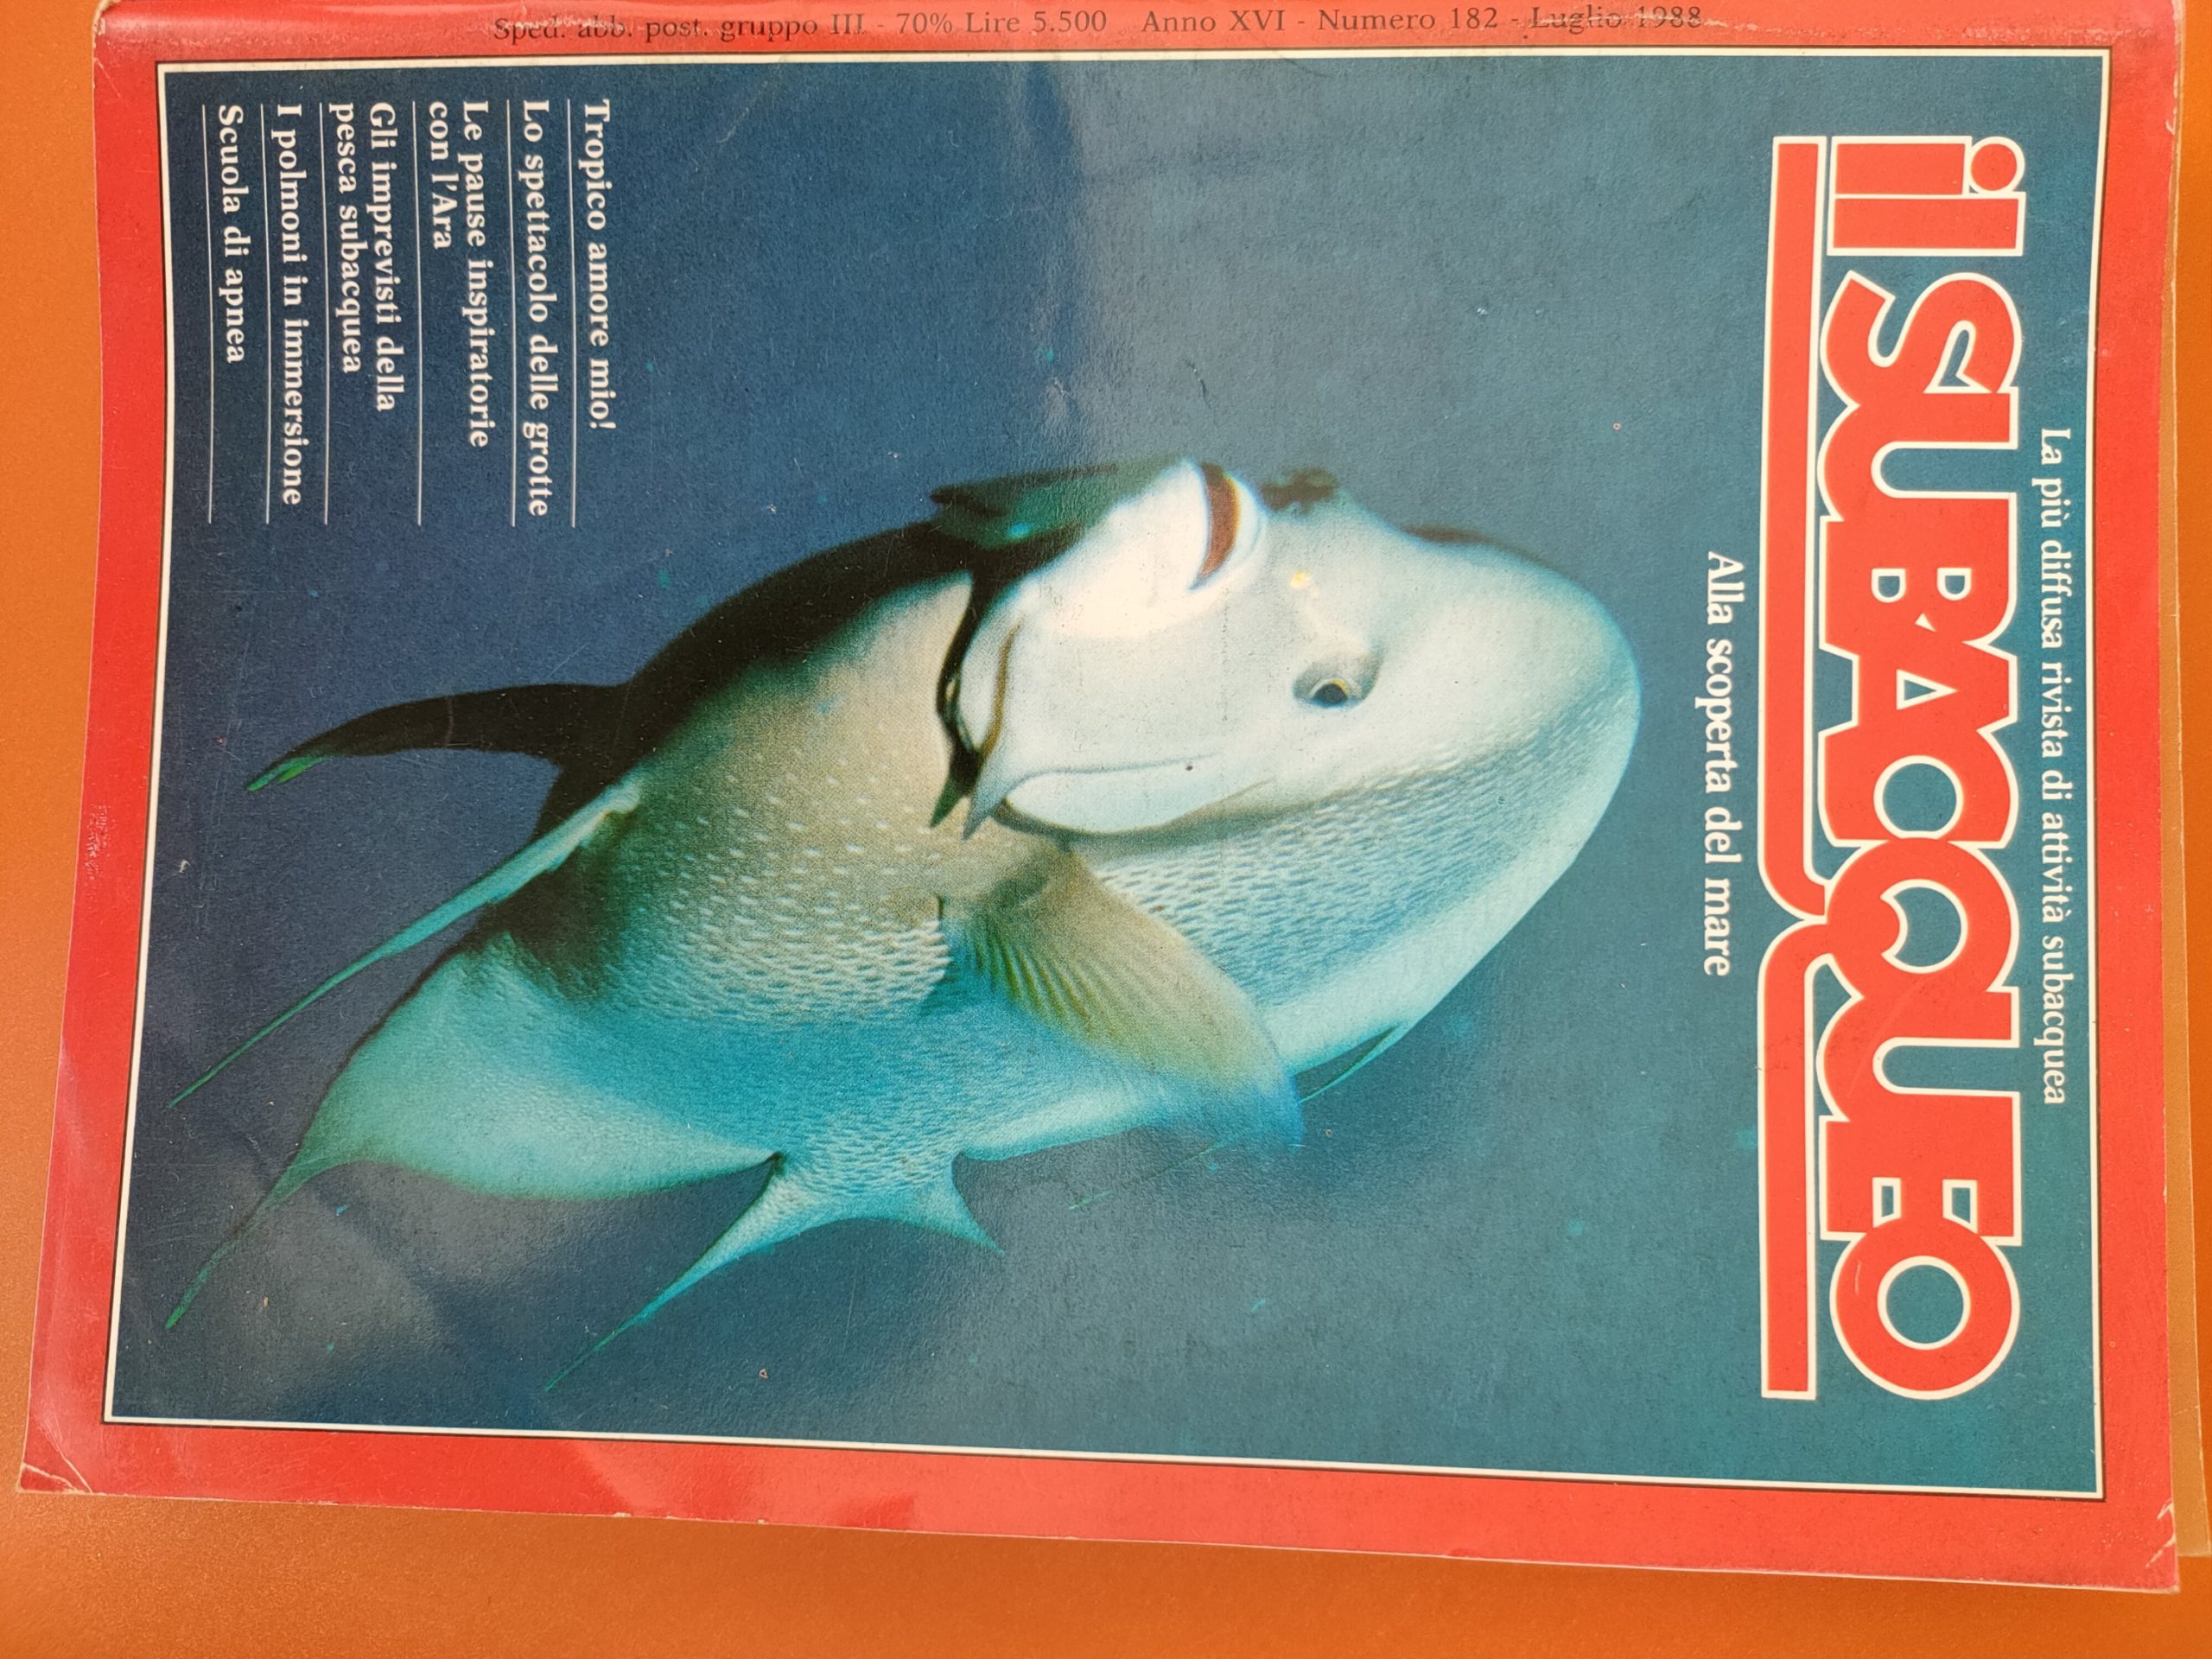 Sped. abb. post. gruppo III - 70% Lire 5.500 Anno XVI - Numero 182 - Luglio 1988
La più diffusa rivista di attività subacquea
il SUBACQUEO
Alla scoperta del mare
Tropico amore mio!
Lo spettacolo delle grotte
Le pause inspiratorie
con l'Ara
Gli imprevisti della
pesca subacquea
I polmoni in immersione
Scuola di apnea